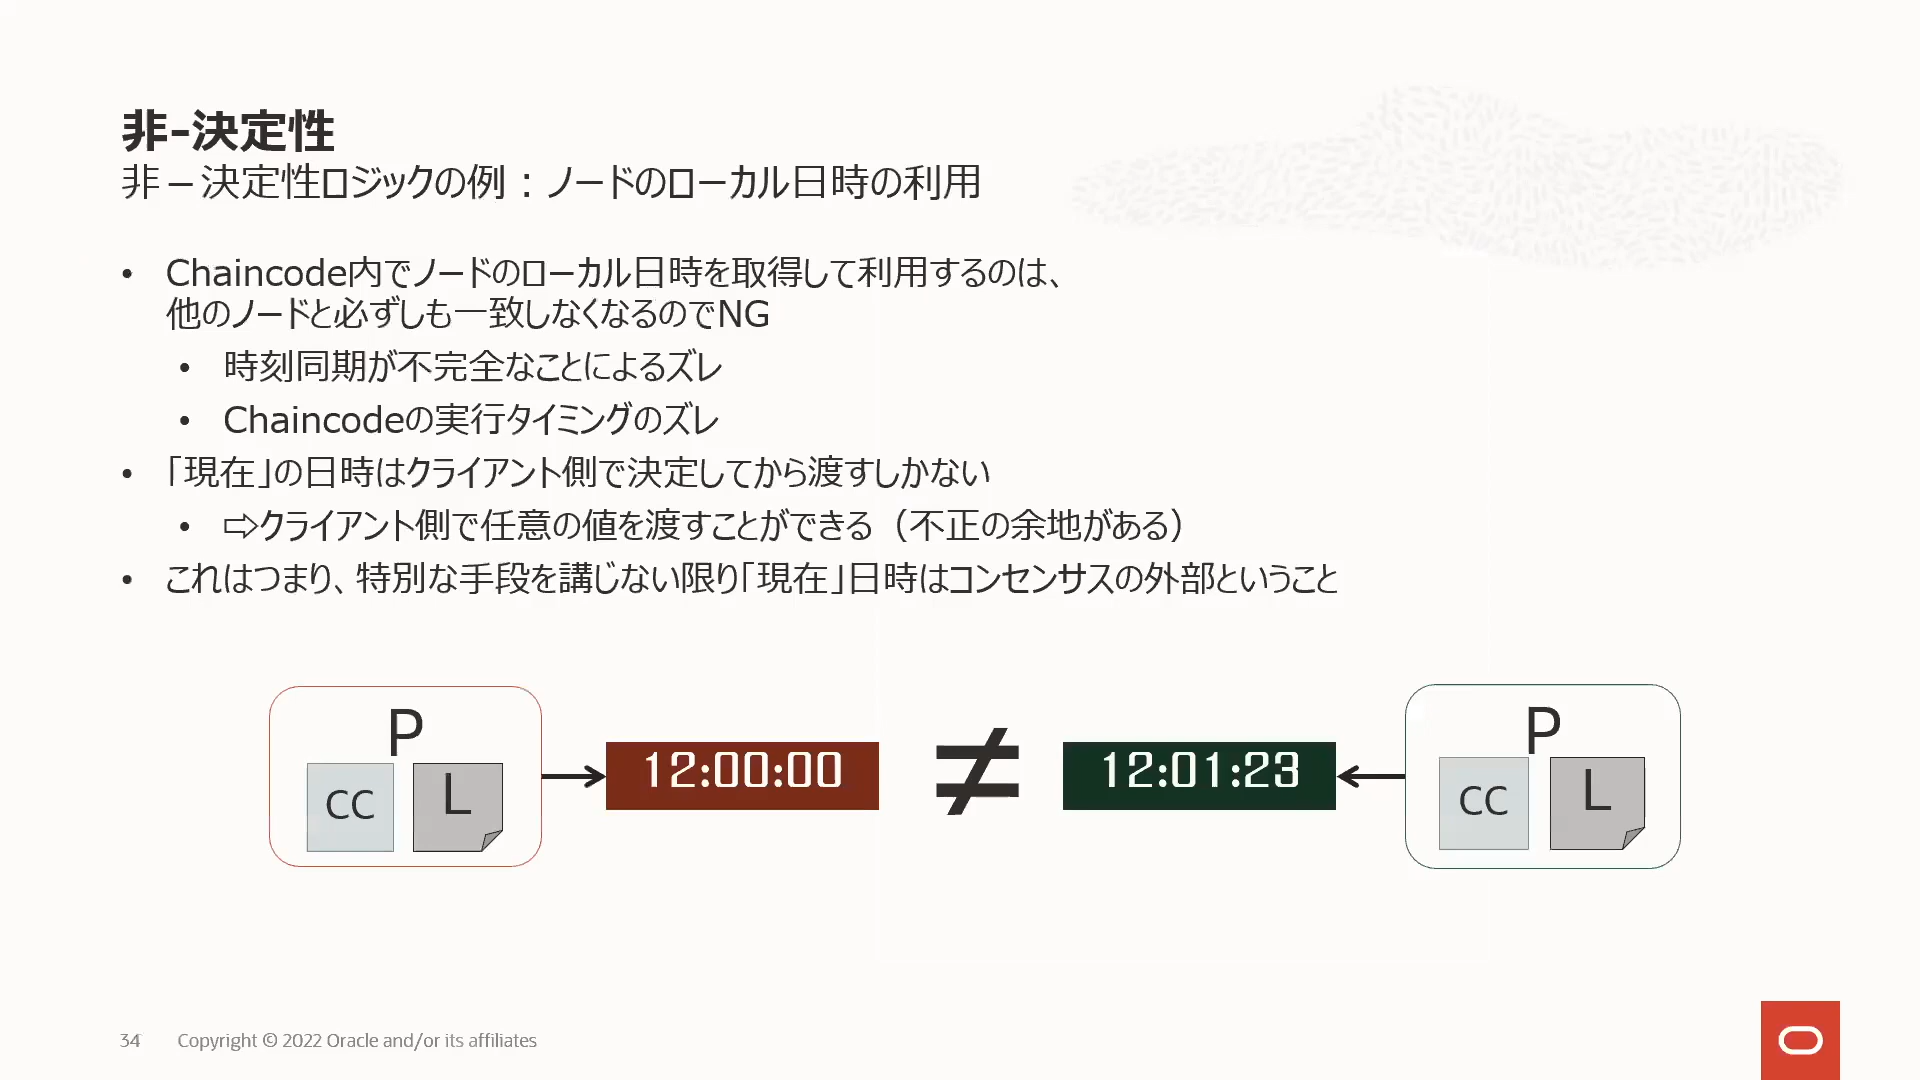 非-決定性
非 – 決定性ロジックの例：ノードのローカル日時の利用
• Chaincode内でノードのローカル日時を取得して利用するのは、
他のノードと必ずしも一致しなくなるのでNG
• 時刻同期が不完全なことによるズレ
• Chaincodeの実行タイミングのズレ
• 「現在」の日時はクライアント側で決定してから渡すしかない
• ⇨クライアント側で任意の値を渡すことができる（不正の余地がある）
• これはつまり、特別な手段を講じない限り「現在」日時はコンセンサスの外部ということ
P
CC
L
12:00:00
≠
12:01:23
P
CC
L
34 Copyright © 2022 Oracle and/or its affiliates